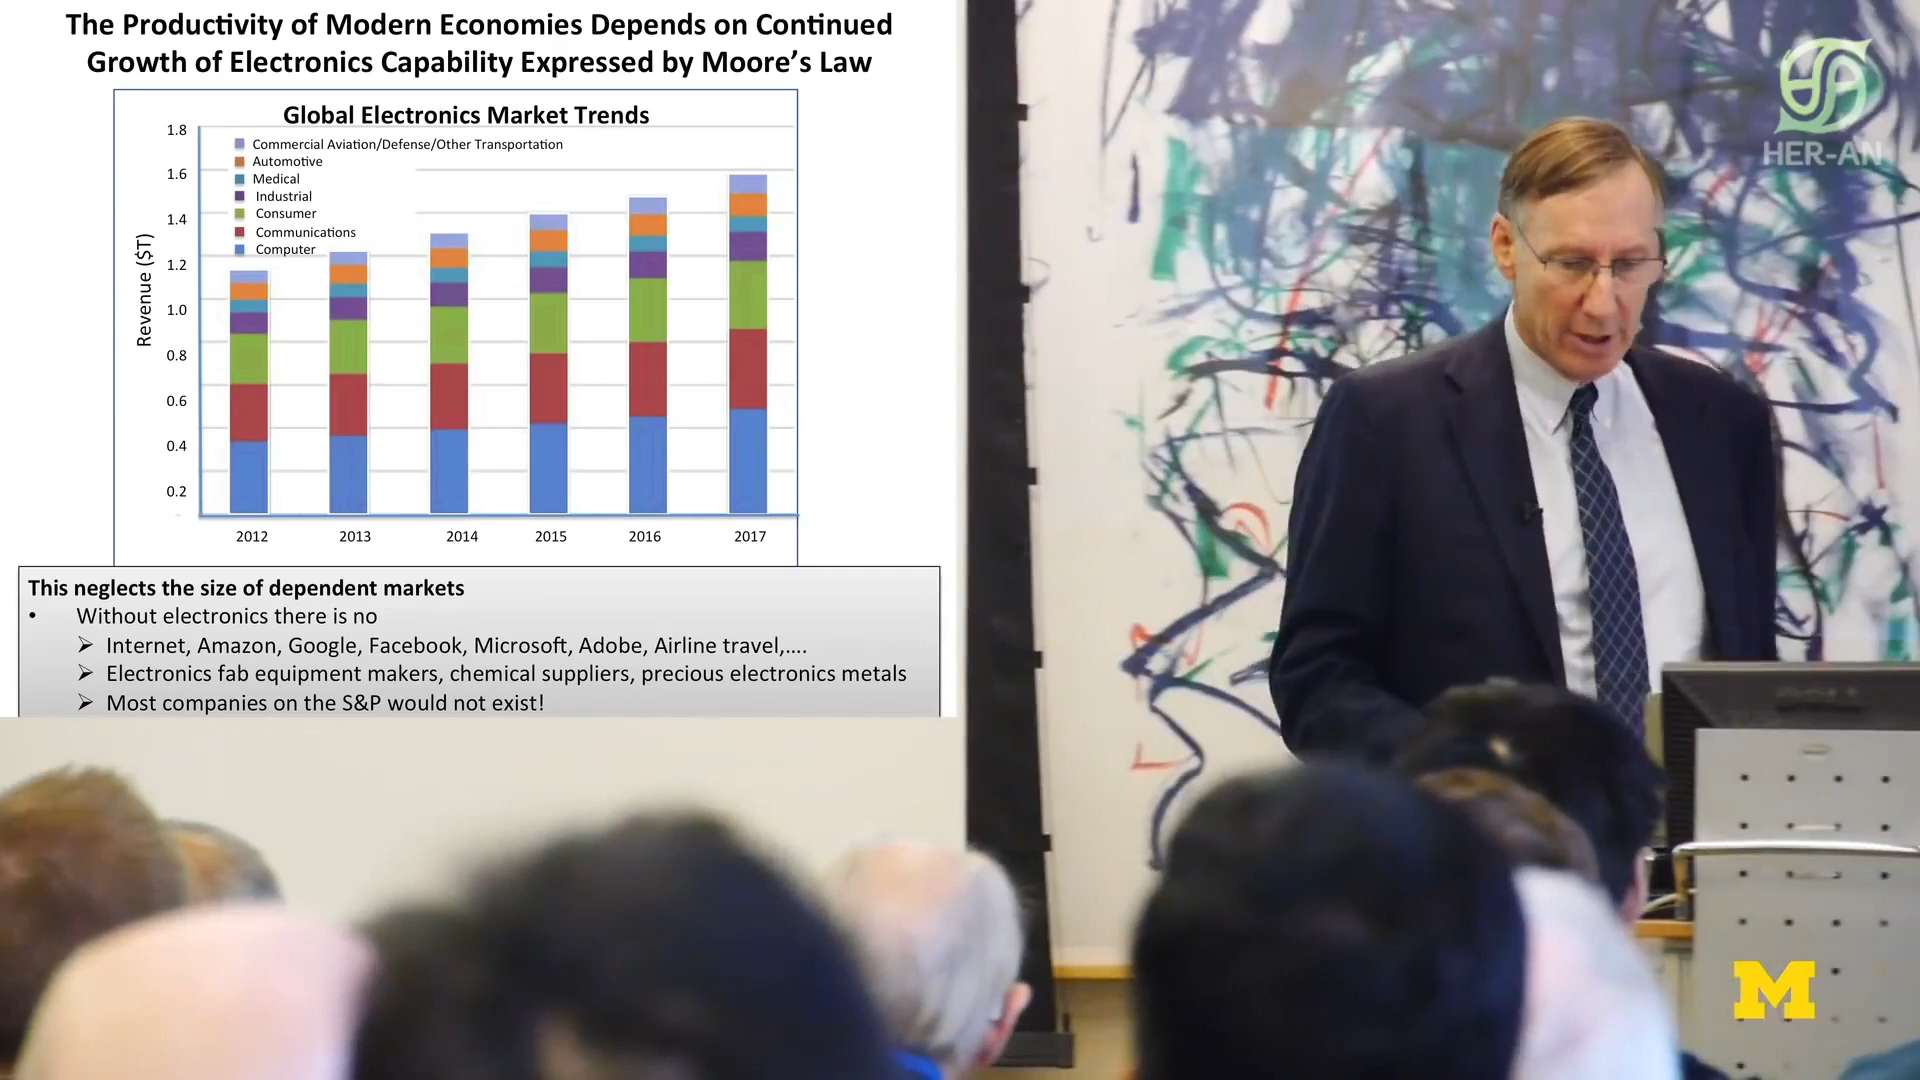 The Productivity of Modern Economies Depends on Continued
Growth of Electronics Capability Expressed by Moore's Law
Global Electronics Market Trends
Revenue ($T)
1.8
1.6
1.4
1.2
1.0
0.8
0.6
0.4
0.2
Commercial Aviation/Defense/Other Transportation
Automotive
Medical
Industrial
Consumer
Communications
Computer
2012 2013 2014 2015 2016 2017
This neglects the size of dependent markets
• Without electronics there is no
➢ Internet, Amazon, Google, Facebook, Microsoft, Adobe, Airline travel,....
➢ Electronics fab equipment makers, chemical suppliers, precious electronics metals
➢ Most companies on the S&P would not exist!
HER-AN
M